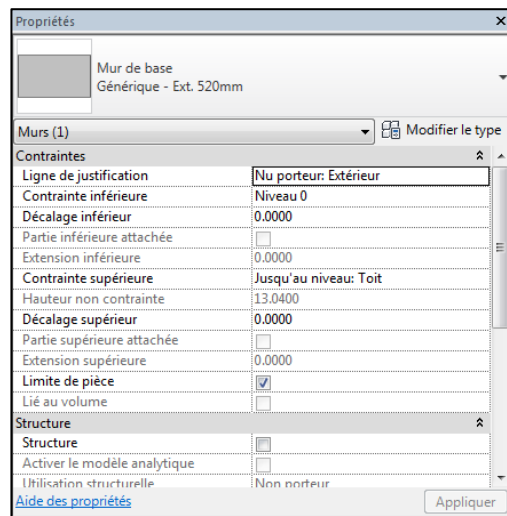 Propriétés
Mur de base
Générique - Ext. 520mm
Murs (1) Modifier le type
Contraintes
Ligne de justification Nu porteur: Extérieur
Contrainte inférieure Niveau 0
Décalage inférieur 0.0000
Partie inférieure attachée
Extension inférieure 0.0000
Contrainte supérieure Jusqu'au niveau: Toit
Hauteur non contrainte 13.0400
Décalage supérieur 0.0000
Partie supérieure attachée
Extension supérieure 0.0000
Limite de pièce
Lié au volume
Structure
Structure
Activer le modèle analytique
Utilisation structurelle Non porteur
Aide des propriétés Appliquer